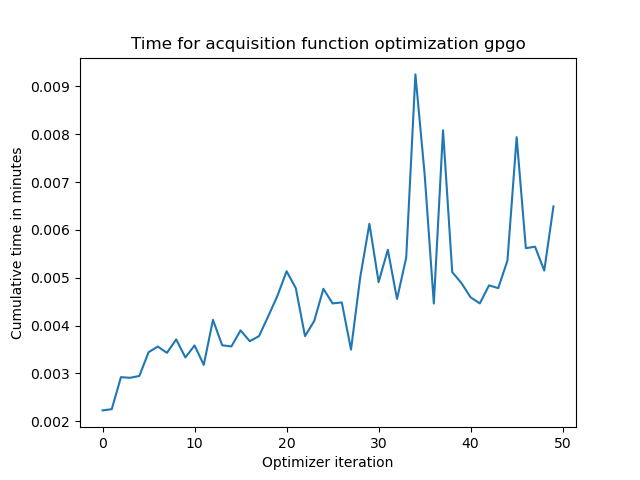 Time for acquisition function optimization gpgo
Cumulative time in minutes
0.009
0.008
0.007
0.006
0.005
0.004
0.003
0.002
0 10 20 30 40 50
Optimizer iteration